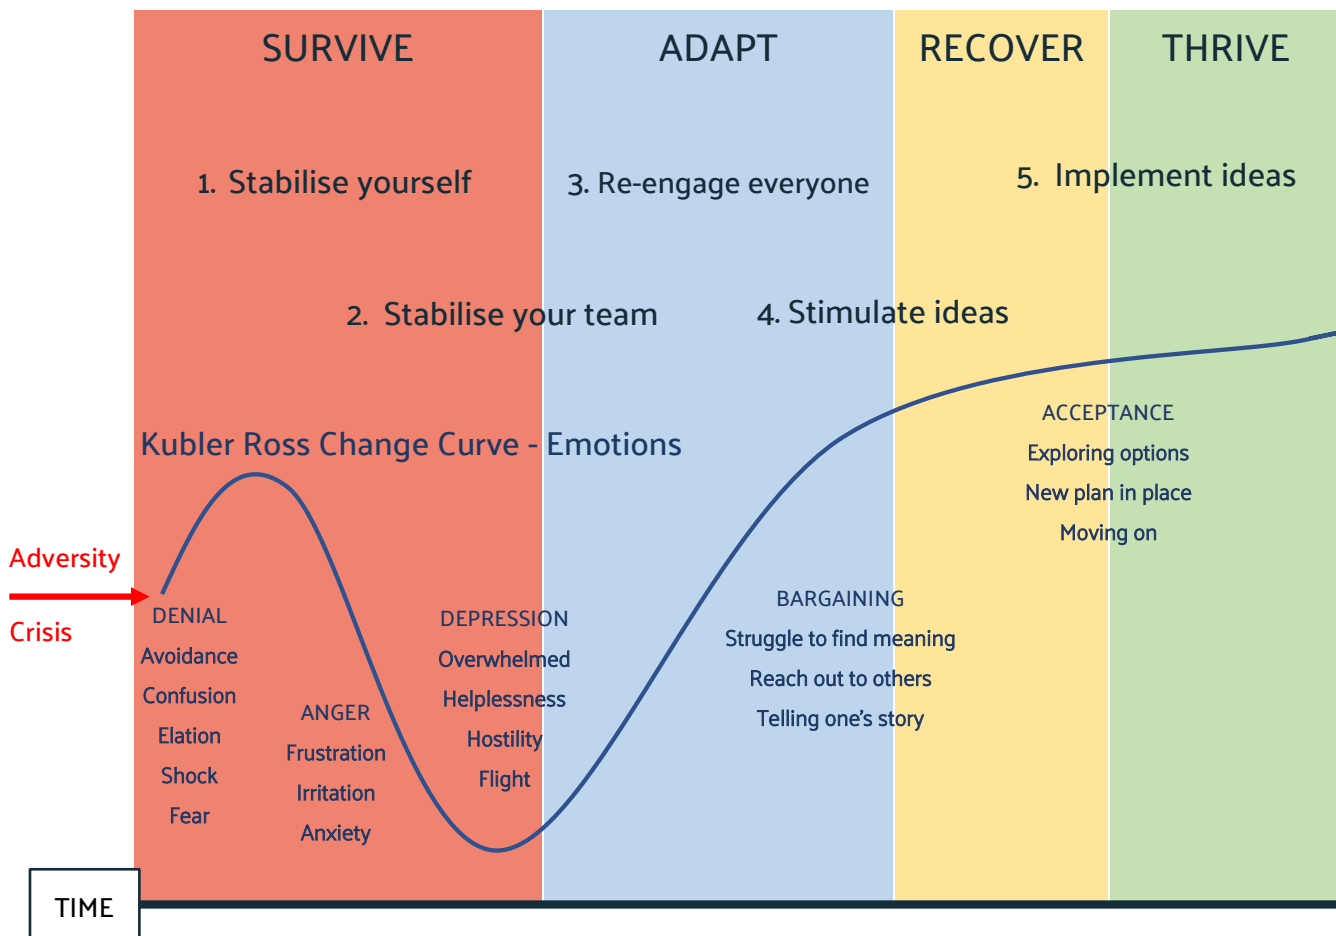 SURVIVE
ADAPT
RECOVER
THRIVE
1. Stabilise yourself
3. Re-engage everyone
5. Implement ideas
2. Stabilise your team
4. Stimulate ideas
Kubler Ross Change Curve - Emotions
Adversity
Crisis
DENIAL
Avoidance
Confusion
Elation
Shock
Fear
ANGER
Frustration
Irritation
Anxiety
DEPRESSION
Overwhelmed
Helplessness
Hostility
Flight
BARGAINING
Struggle to find meaning
Reach out to others
Telling one's story
ACCEPTANCE
Exploring options
New plan in place
Moving on
TIME